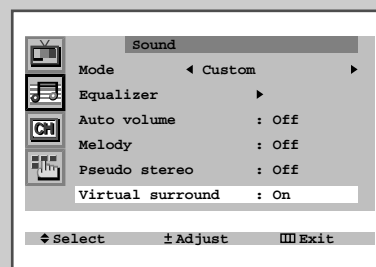 Sound
Mode ◀ Custom ▶
Equalizer ▶
CH
Auto volume : Off
Melody : Off
Pseudo stereo : Off
Virtual surround : On
Select ± Adjust Exit